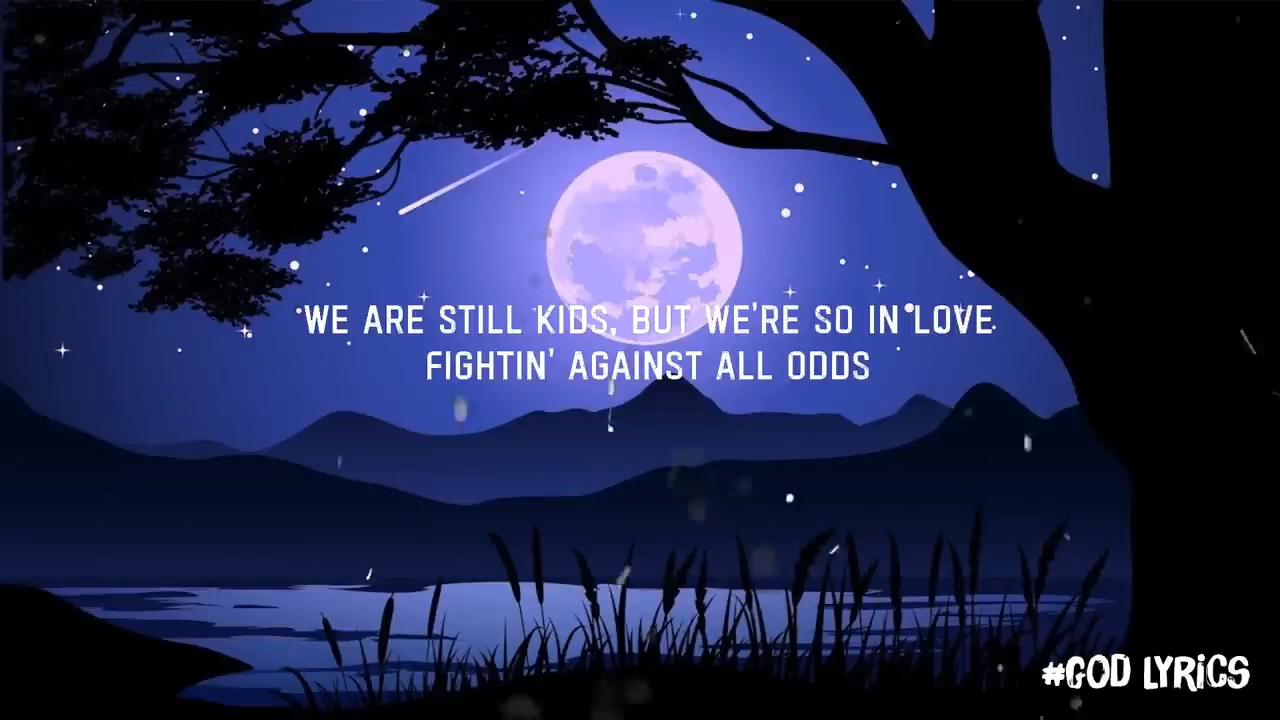 WE ARE STILL KIDS, BUT WE'RE SO IN LOVE
FIGHTIN' AGAINST ALL ODDS
#GOD LYRICS